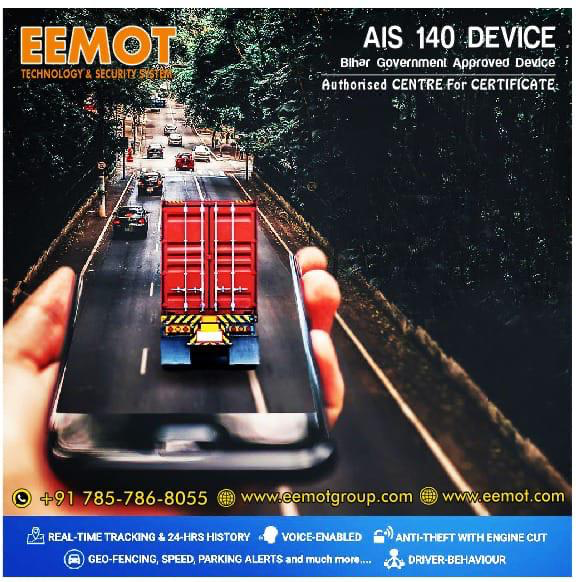 EEMOT
TECHNOLOGY & SECURITY SYSTEM
AIS 140 DEVICE
Bihar Government Approved Device
Authorised CENTRE For CERTIFICATE
+91 785-786-8055 www.eemotgroup.com www.eemot.com
REAL-TIME TRACKING & 24-HRS HISTORY VOICE-ENABLED ANTI-THEFT WITH ENGINE CUT
GEO-FENCING, SPEED, PARKING ALERTS and much more.... DRIVER-BEHAVIOUR